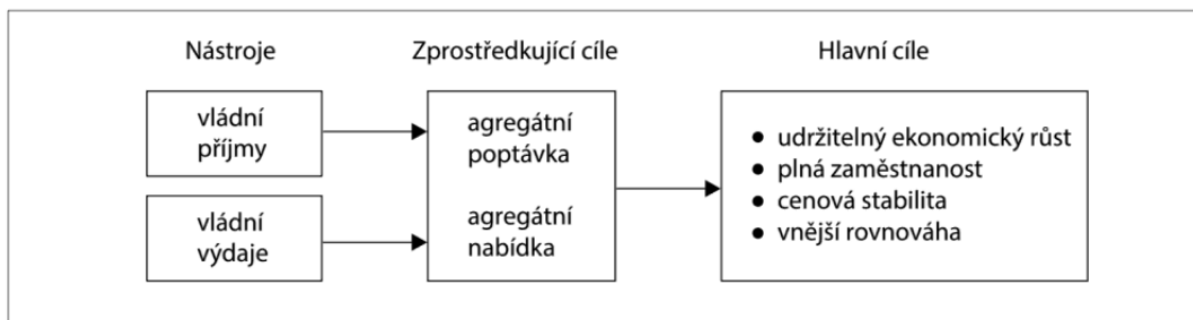 Nástroje
Zprostředkující cíle
Hlavní cíle
vládní
příjmy
vládní
výdaje
agregátní
poptávka
agregátní
nabídka
● udržitelný ekonomický růst
● plná zaměstnanost
● cenová stabilita
● vnější rovnováha